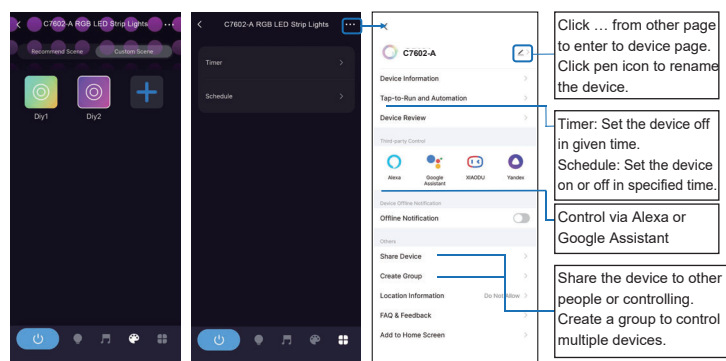 C7602-A RGB LED Strip Lights ...
Recommend Scene Custom Scene
Diy1 Diy2
C7602-A RGB LED Strip Lights ...
Timer
Schedule
C7602-A
Device Information
Tap-to-Run and Automation
Device Review
Third-party Control
Alexa Google Assistant XIAODU Yandex
Device Offline Notification
Offline Notification
Others
Share Device
Create Group
Location Information Do Not Allow
FAQ & Feedback
Add to Home Screen
Click … from other page
to enter to device page.
Click pen icon to rename
the device.
Timer: Set the device off
in given time.
Schedule: Set the device
on or off in specified time.
Control via Alexa or
Google Assistant
Share the device to other
people or controlling.
Create a group to control
multiple devices.